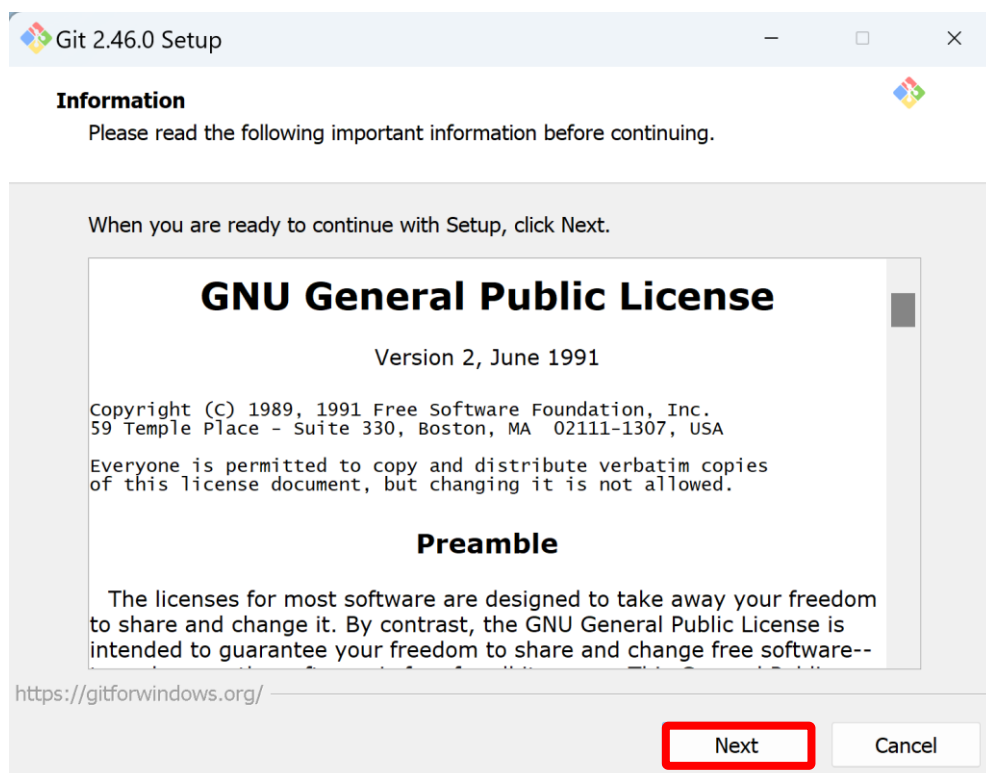 Git 2.46.0 Setup
Information
Please read the following important information before continuing.
When you are ready to continue with Setup, click Next.
GNU General Public License
Version 2, June 1991
Copyright (C) 1989, 1991 Free Software Foundation, Inc.
59 Temple Place - Suite 330, Boston, MA  02111-1307, USA
Everyone is permitted to copy and distribute verbatim copies
of this license document, but changing it is not allowed.
Preamble
The licenses for most software are designed to take away your freedom
to share and change it. By contrast, the GNU General Public License is
intended to guarantee your freedom to share and change free software--
https://gitforwindows.org/
Next
Cancel